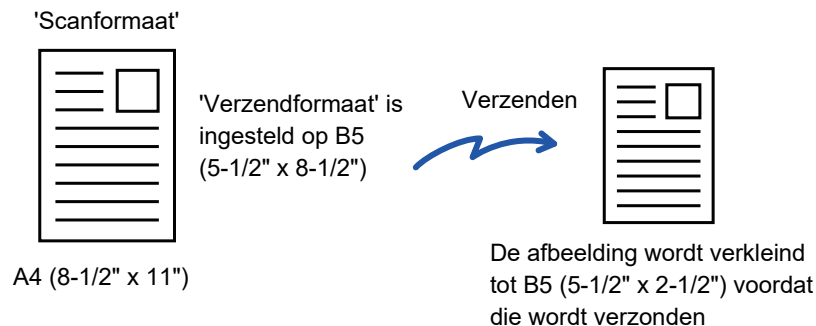 'Scanformaat'
'Verzendformaat' is
ingesteld op B5
(5-1/2" x 8-1/2")
Verzenden
A4 (8-1/2" x 11")
De afbeelding wordt verkleind
tot B5 (5-1/2" x 2-1/2") voordat
die wordt verzonden